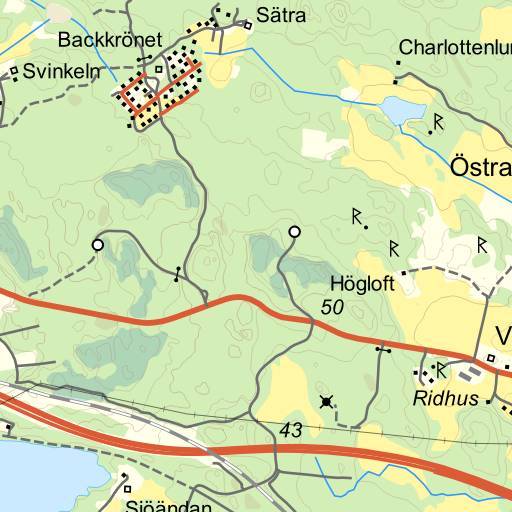 Sätra
Backkrönet
Charlottenlun
Svinkeln
Östra
R
R
R
R
Högloft
50
V
R
Ridhus
43
Sjöändan